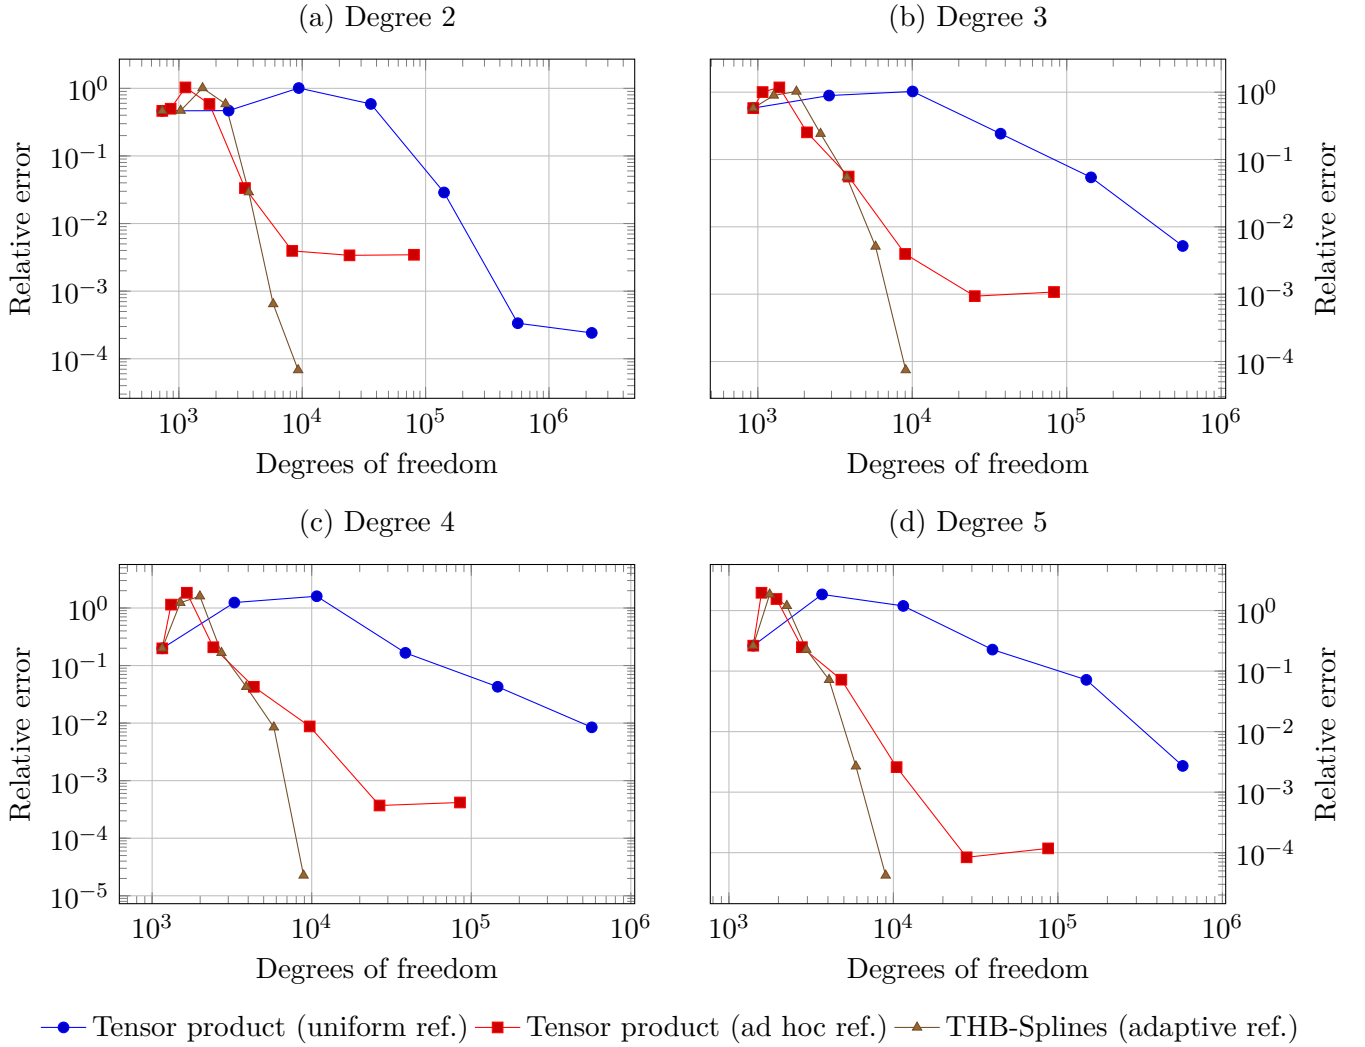 (a) Degree 2
(b) Degree 3
10^0
10^−1
10^−2
10^−3
10^−4
Relative error
10^3
10^4
10^5
10^6
Degrees of freedom
10^0
10^−1
10^−2
10^−3
10^−4
Relative error
10^3
10^4
10^5
10^6
Degrees of freedom
(c) Degree 4
(d) Degree 5
10^0
10^−1
10^−2
10^−3
10^−4
10^−5
Relative error
10^3
10^4
10^5
10^6
Degrees of freedom
10^0
10^−1
10^−2
10^−3
10^−4
Relative error
10^3
10^4
10^5
10^6
Degrees of freedom
Tensor product (uniform ref.)
Tensor product (ad hoc ref.)
THB-Splines (adaptive ref.)